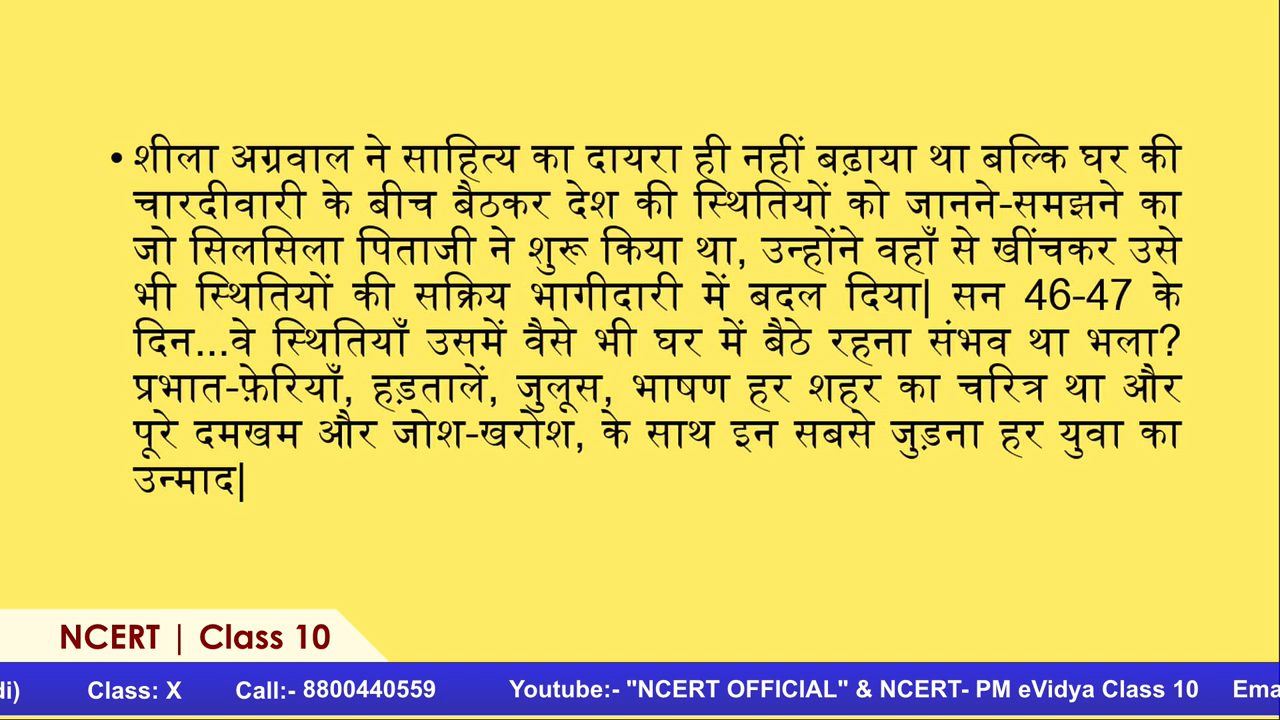 • शीला अग्रवाल ने साहित्य का दायरा ही नहीं बढ़ाया था बल्कि घर की
चारदीवारी के बीच बैठकर देश की स्थितियों को जानने-समझने का
जो सिलसिला पिताजी ने शुरू किया था, उन्होंने वहाँ से खींचकर उसे
भी स्थितियों की सक्रिय भागीदारी में बदल दिया| सन 46-47 के
दिन...वे स्थितियाँ उसमें वैसे भी घर में बैठे रहना संभव था भला?
प्रभात-फ़ेरियाँ, हड़तालें, जुलूस, भाषण हर शहर का चरित्र था और
पूरे दमखम और जोश-खरोश, के साथ इन सबसे जुड़ना हर युवा का
उन्माद|
NCERT | Class 10
di) Class: X Call:- 8800440559 Youtube:- "NCERT OFFICIAL" & NCERT- PM eVidya Class 10 Ema